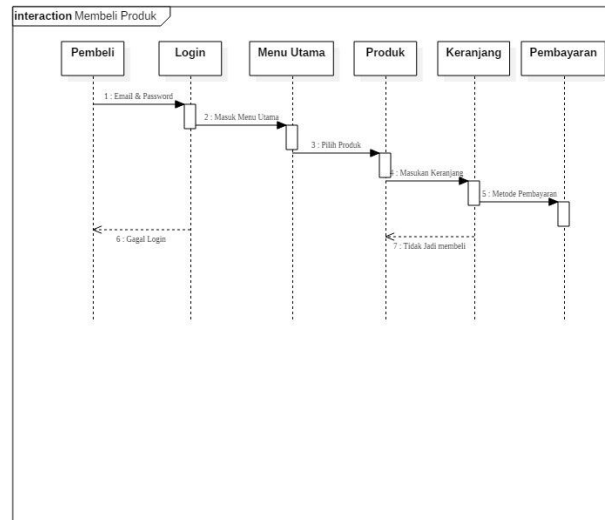 interaction Membeli Produk
Pembeli
Login
Menu Utama
Produk
Keranjang
Pembayaran
1 : Email & Password
2 : Masuk Menu Utama
3 : Pilih Produk
4 : Masukan Keranjang
5 : Metode Pembayaran
6 : Gagal Login
7 : Tidak Jadi membeli